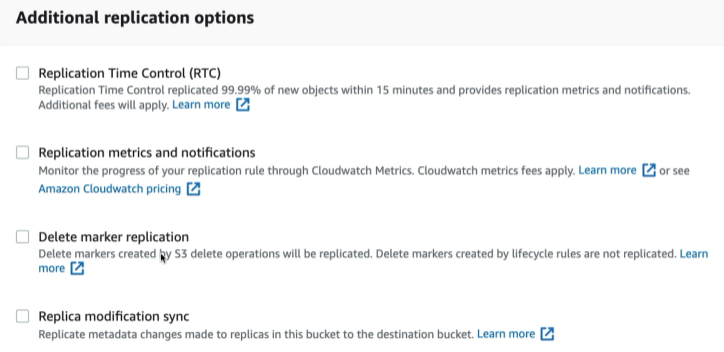 Additional replication options
Replication Time Control (RTC)
Replication Time Control replicated 99.99% of new objects within 15 minutes and provides replication metrics and notifications.
Additional fees will apply. Learn more
Replication metrics and notifications
Monitor the progress of your replication rule through Cloudwatch Metrics. Cloudwatch metrics fees apply. Learn more or see
Amazon Cloudwatch pricing
Delete marker replication
Delete markers created by S3 delete operations will be replicated. Delete markers created by lifecycle rules are not replicated. Learn
more
Replica modification sync
Replicate metadata changes made to replicas in this bucket to the destination bucket. Learn more